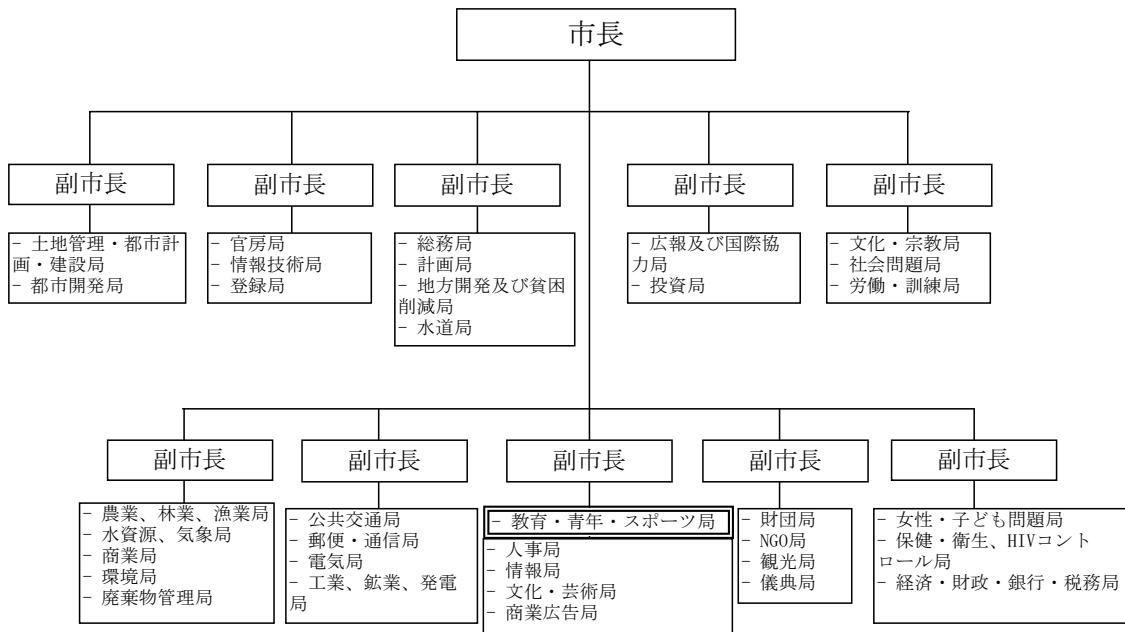 市長
副市長
副市長
副市長
副市長
副市長
- 土地管理・都市計
画・建設局
- 都市開発局
- 官房局
- 情報技術局
- 登録局
- 総務局
- 計画局
- 地方開発及び貧困
削減局
- 水道局
- 広報及び国際協
力局
- 投資局
- 文化・宗教局
- 社会問題局
- 労働・訓練局
副市長
副市長
副市長
副市長
副市長
- 農業、林業、漁業局
- 水資源、気象局
- 商業局
- 環境局
- 廃棄物管理局
- 公共交通局
- 郵便・通信局
- 電気局
- 工業、鉱業、発電
局
- 教育・青年・スポーツ局
- 人事局
- 情報局
- 文化・芸術局
- 商業広告局
- 財団局
- NGO局
- 観光局
- 儀典局
- 女性・子ども問題局
- 保健・衛生、HIVコント
ロール局
- 経済・財政・銀行・税務局